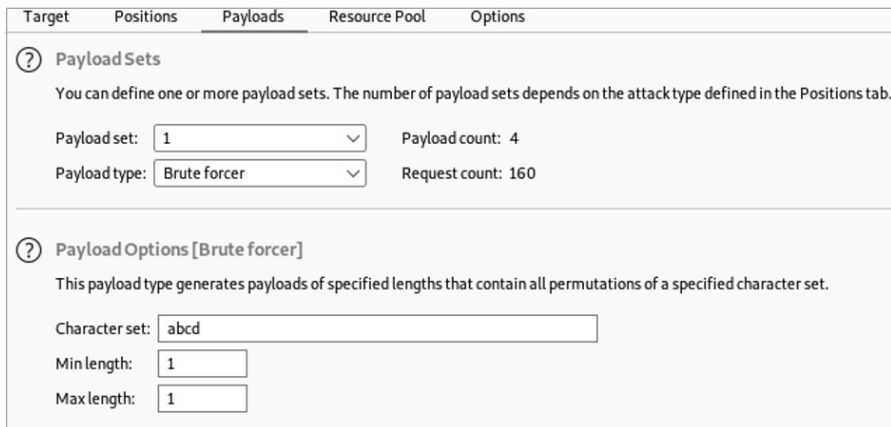 Target Positions Payloads Resource Pool Options
? Payload Sets
You can define one or more payload sets. The number of payload sets depends on the attack type defined in the Positions tab.
Payload set: 1 Payload count: 4
Payload type: Brute forcer Request count: 160
? Payload Options [Brute forcer]
This payload type generates payloads of specified lengths that contain all permutations of a specified character set.
Character set: abcd
Min length: 1
Max length: 1